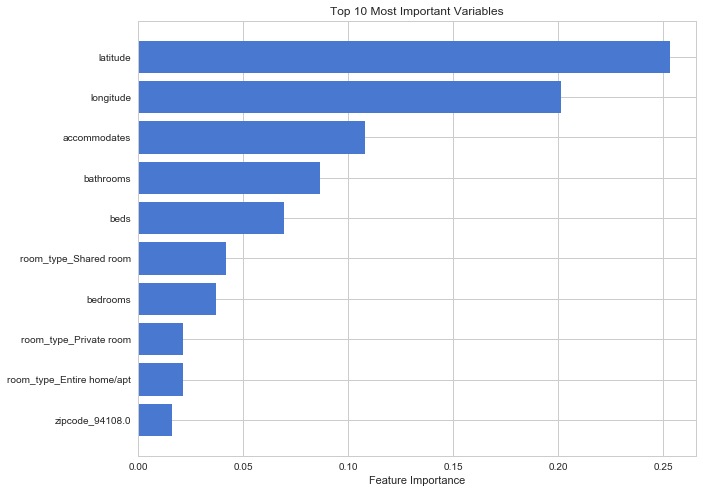 Top 10 Most Important Variables
latitude
longitude
accommodates
bathrooms
beds
room_type_Shared room
bedrooms
room_type_Private room
room_type_Entire home/apt
zipcode_94108.0
0.00 0.05 0.10 0.15 0.20 0.25
Feature Importance